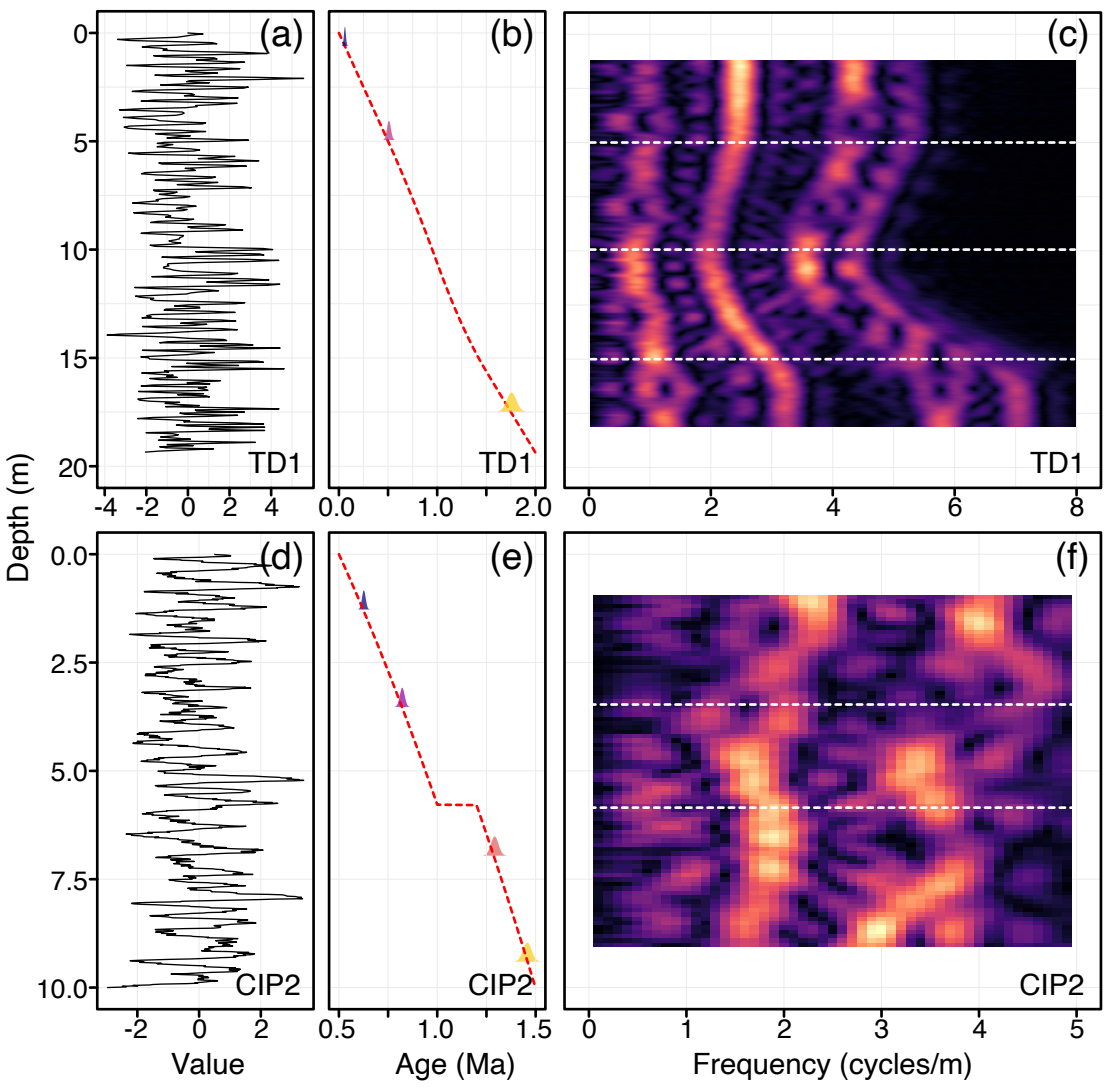 (a) (b) (c)
0
5
10
15
20
TD1 TD1 TD1
-4 -2 0 2 4 0.0 1.0 2.0 0 2 4 6 8
Depth (m)
(d) (e) (f)
0.0
2.5
5.0
7.5
10.0
CIP2 CIP2 CIP2
-2 0 2 0.5 1.0 1.5 0 1 2 3 4 5
Value Age (Ma) Frequency (cycles/m)